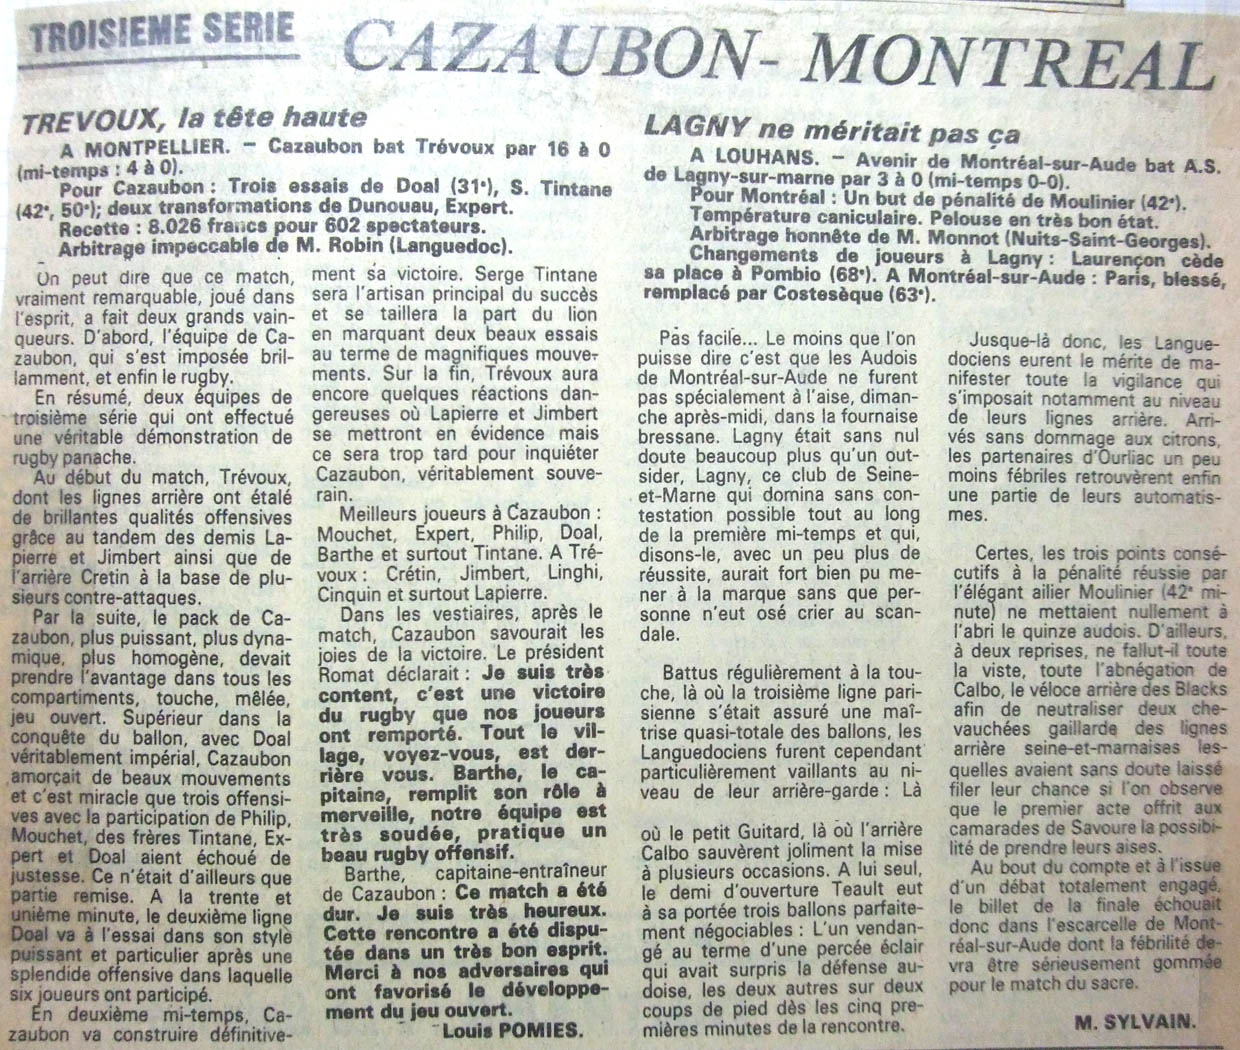 TROISIEME SERIE
CAZAUBON- MONTREAL
TREVOUX, la tête haute
A MONTPELLIER. – Cazaubon bat Trévoux par 16 à 0
(mi-temps : 4 à 0).
Pour Cazaubon : Trois essais de Doal (31e), S. Tintane
(42e, 50e); deux transformations de Dunouau, Expert.
Recette : 8.026 francs pour 602 spectateurs.
Arbitrage impeccable de M. Robin (Languedoc).
On peut dire que ce match,
vraiment remarquable, joué dans
l'esprit, a fait deux grands vain-
queurs. D'abord, l'équipe de Ca-
zaubon, qui s'est imposée bril-
lamment, et enfin le rugby.
En résumé, deux équipes de
troisième série qui ont effectué
une véritable démonstration de
rugby panache.
Au début du match, Trévoux,
dont les lignes arrière ont étalé
de brillantes qualités offensives
grâce au tandem des demis La-
pierre et Jimbert ainsi que de
l'arrière Cretin à la base de plu-
sieurs contre-attaques.
Par la suite, le pack de Ca-
zaubon, plus puissant, plus dyna-
mique, plus homogène, devait
prendre l'avantage dans tous les
compartiments, touche, mêlée,
jeu ouvert. Supérieur dans la
conquête du ballon, avec Doal
véritablement impérial, Cazaubon
amorçait de beaux mouvements
et c'est miracle que trois offensi-
ves avec la participation de Philip,
Mouchet, des frères Tintane, Ex-
pert et Doal aient échoué de
justesse. Ce n'était d'ailleurs que
partie remise. A la trente et
unième minute, le deuxième ligne
Doal va à l'essai dans son style
puissant et particulier après une
splendide offensive dans laquelle
six joueurs ont participé.
En deuxième mi-temps, Ca-
zaubon va construire définitive-
ment sa victoire. Serge Tintane
sera l'artisan principal du succès
et se taillera la part du lion
en marquant deux beaux essais
au terme de magnifiques mouve-
ments. Sur la fin, Trévoux aura
encore quelques réactions dan-
gereuses où Lapierre et Jimbert
se mettront en évidence mais
ce sera trop tard pour inquiéter
Cazaubon, véritablement souve-
rain.
Meilleurs joueurs à Cazaubon :
Mouchet, Expert, Philip, Doal,
Barthe et surtout Tintane. A Tré-
voux : Crétin, Jimbert, Linghi,
Cinquin et surtout Lapierre.
Dans les vestiaires, après le
match, Cazaubon savourait les
joies de la victoire. Le président
Romat déclarait : Je suis très
content, c'est une victoire
du rugby que nos joueurs
ont remporté. Tout le vil-
lage, voyez-vous, est der-
rière vous. Barthe, le ca-
pitaine, remplit son rôle à
merveille, notre équipe est
très soudée, pratique un
beau rugby offensif.
Barthe, capitaine-entraîneur
de Cazaubon : Ce match a été
dur. Je suis très heureux.
Cette rencontre a été dispu-
tée dans un très bon esprit.
Merci à nos adversaires qui
ont favorisé le développe-
ment du jeu ouvert.
Louis POMIES.
LAGNY ne méritait pas ça
A LOUHANS. – Avenir de Montréal-sur-Aude bat A.S.
de Lagny-sur-marne par 3 à 0 (mi-temps 0-0).
Pour Montréal : Un but de pénalité de Moulinier (42e).
Température caniculaire. Pelouse en très bon état.
Arbitrage honnête de M. Monnot (Nuits-Saint-Georges).
Changements de joueurs à Lagny : Laurençon cède
sa place à Pombio (68e). A Montréal-sur-Aude : Paris, blessé,
remplacé par Costesèque (63e).
Pas facile... Le moins que l'on
puisse dire c'est que les Audois
de Montréal-sur-Aude ne furent
pas spécialement à l'aise, diman-
che après-midi, dans la fournaise
bressane. Lagny était sans nul
doute beaucoup plus qu'un out-
sider, Lagny, ce club de Seine-
et-Marne qui domina sans con-
testation possible tout au long
de la première mi-temps et qui,
disons-le, avec un peu plus de
réussite, aurait fort bien pu me-
ner à la marque sans que per-
sonne n'eut osé crier au scan-
dale.
Battus régulièrement à la tou-
che, là où la troisième ligne pari-
sienne s'était assuré une maî-
trise quasi-totale des ballons, les
Languedociens furent cependant
particulièrement vaillants au ni-
veau de leur arrière-garde : Là
où le petit Guitard, là où l'arrière
Calbo sauvèrent joliment la mise
à plusieurs occasions. A lui seul,
le demi d'ouverture Teault eut
à sa portée trois ballons parfaite-
ment négociables : L'un vendan-
gé au terme d'une percée éclair
qui avait surpris la défense au-
doise, les deux autres sur deux
coups de pied dès les cinq pre-
mières minutes de la rencontre.
Jusque-là donc, les Langue-
dociens eurent le mérite de ma-
nifester toute la vigilance qui
s'imposait notamment au niveau
de leurs lignes arrière. Arri-
vés sans dommage aux citrons,
les partenaires d'Ourliac un peu
moins fébriles retrouvèrent enfin
une partie de leurs automatis-
mes.
Certes, les trois points consé-
cutifs à la pénalité réussie par
l'élégant ailier Moulinier (42e mi-
nute) ne mettaient nullement à
l'abri le quinze audois. D'ailleurs,
à deux reprises, ne fallut-il toute
la viste, toute l'abnégation de
Calbo, le véloce arrière des Blacks
afin de neutraliser deux che-
vauchées gaillarde des lignes
arrière seine-et-marnaises les-
quelles avaient sans doute laissé
filer leur chance si l'on observe
que le premier acte offrit aux
camarades de Savoure la possibi-
lité de prendre leurs aises.
Au bout du compte et à l'issue
d'un débat totalement engagé,
le billet de la finale échouait
donc dans l'escarcelle de Mont-
réal-sur-Aude dont la fébrilité de-
vra être sérieusement gommée
pour le match du sacre.
M. SYLVAIN.